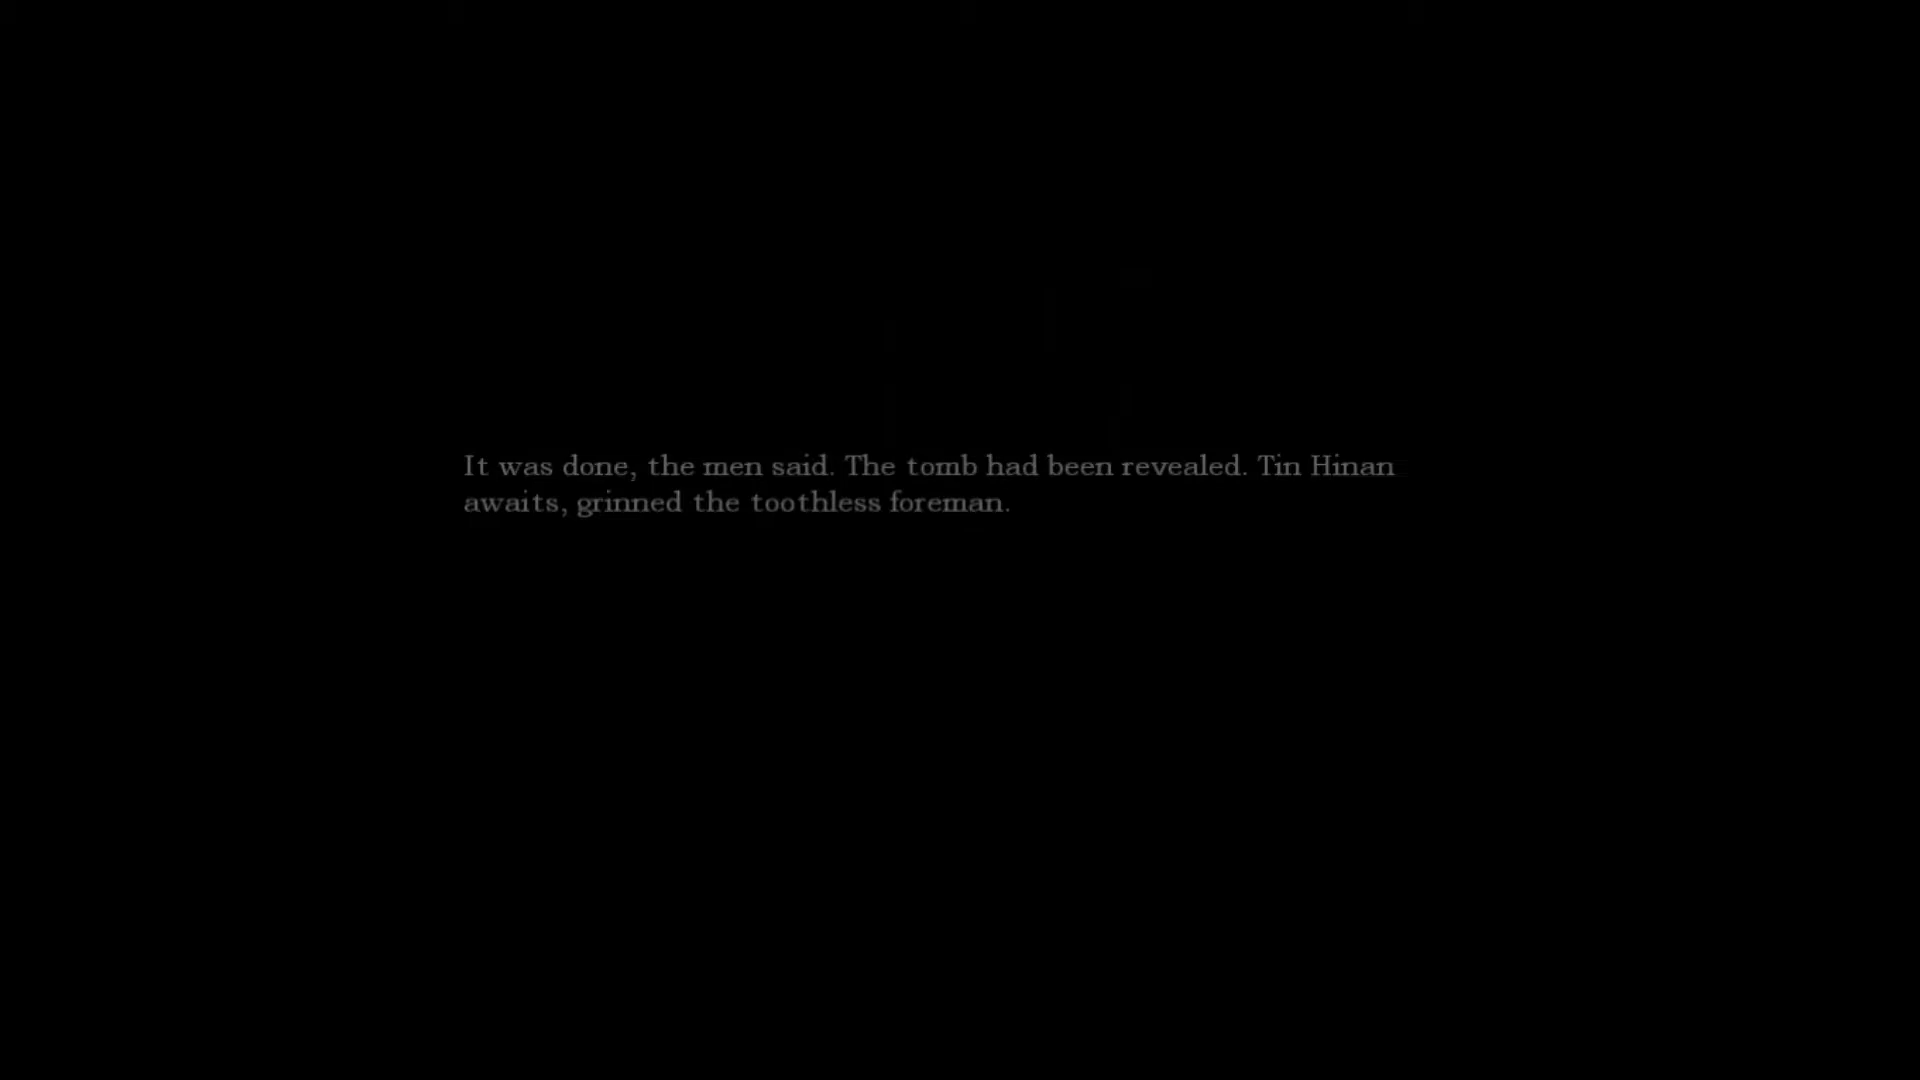 It was done, the men said. The tomb had been revealed. Tin Hinan
awaits, grinned the toothless foreman.